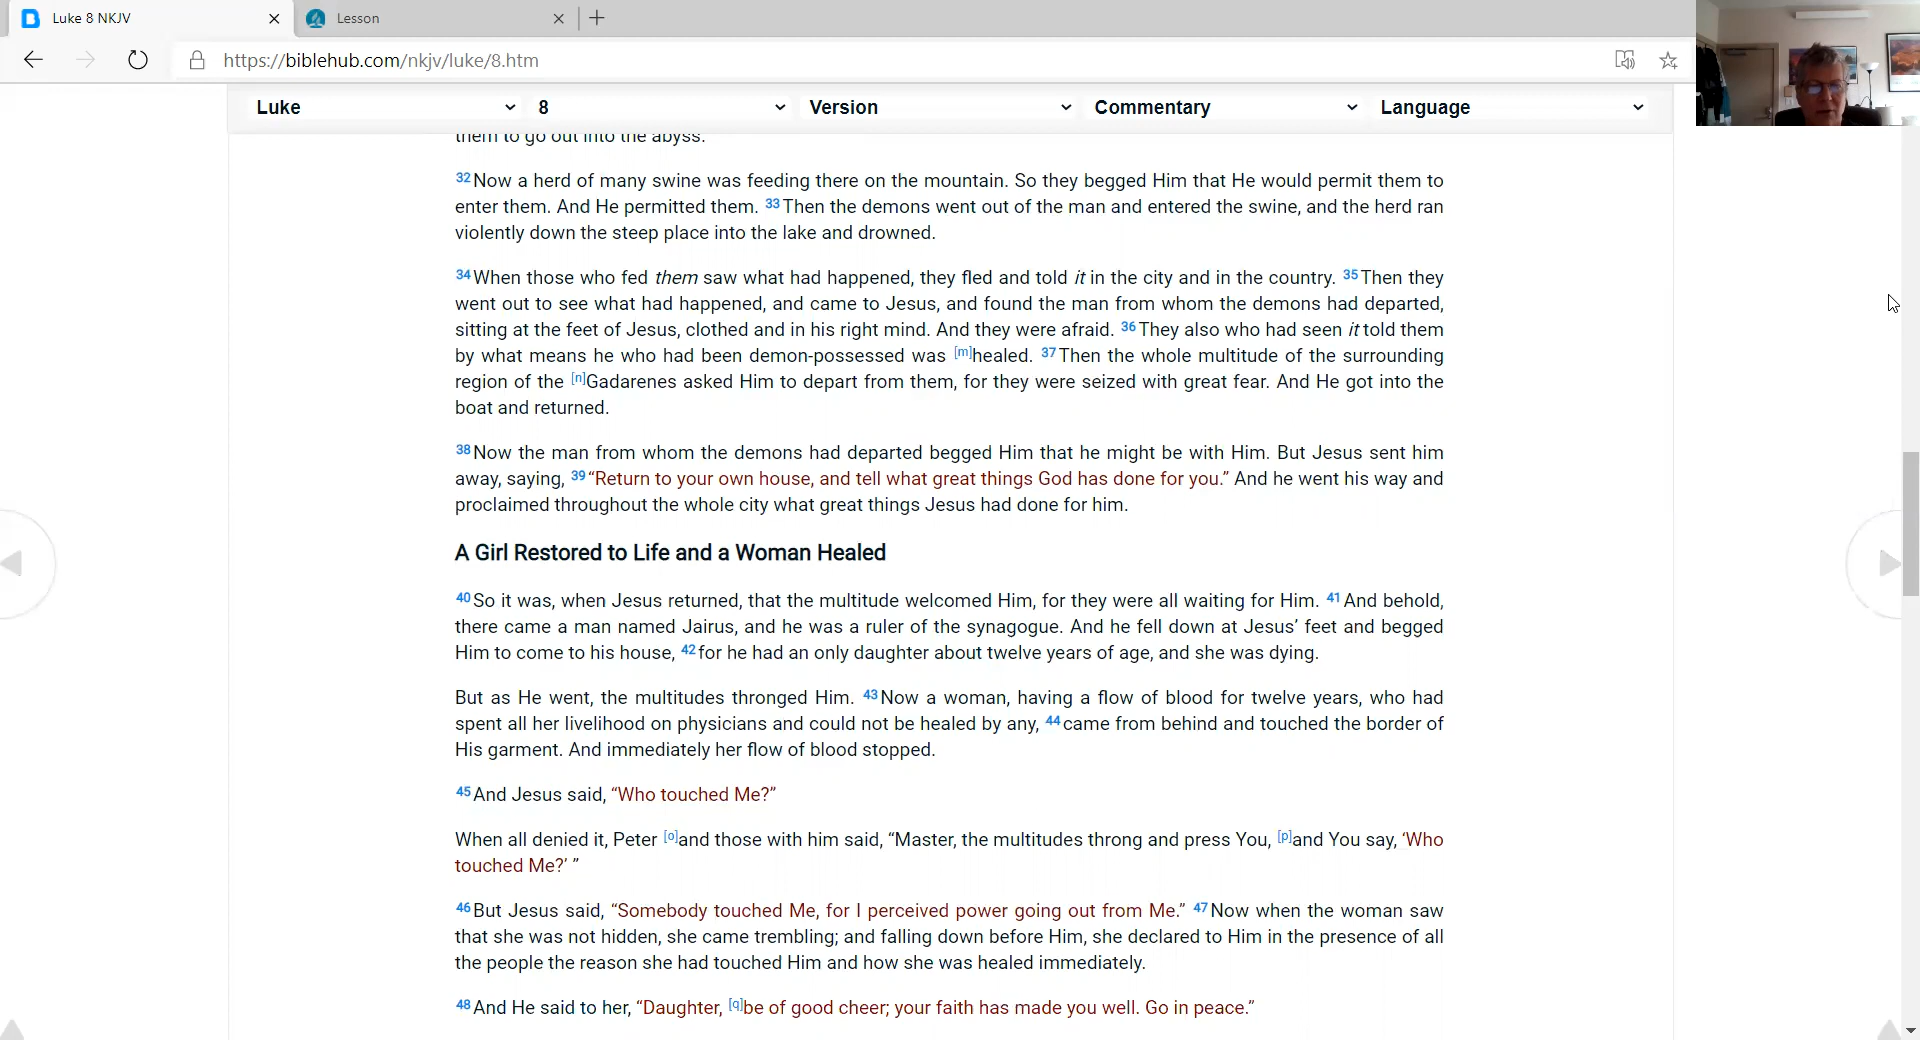 Luke 8 NKJV
Lesson
https://biblehub.com/nkjv/luke/8.htm
Luke 8 Version Commentary Language
them to go out into the abyss.
32 Now a herd of many swine was feeding there on the mountain. So they begged Him that He would permit them to
enter them. And He permitted them. 33 Then the demons went out of the man and entered the swine, and the herd ran
violently down the steep place into the lake and drowned.
34 When those who fed them saw what had happened, they fled and told it in the city and in the country. 35 Then they
went out to see what had happened, and came to Jesus, and found the man from whom the demons had departed,
sitting at the feet of Jesus, clothed and in his right mind. And they were afraid. 36 They also who had seen it told them
by what means he who had been demon-possessed was [m]healed. 37 Then the whole multitude of the surrounding
region of the [n]Gadarenes asked Him to depart from them, for they were seized with great fear. And He got into the
boat and returned.
38 Now the man from whom the demons had departed begged Him that he might be with Him. But Jesus sent him
away, saying, 39 “Return to your own house, and tell what great things God has done for you.” And he went his way and
proclaimed throughout the whole city what great things Jesus had done for him.
A Girl Restored to Life and a Woman Healed
40 So it was, when Jesus returned, that the multitude welcomed Him, for they were all waiting for Him. 41 And behold,
there came a man named Jairus, and he was a ruler of the synagogue. And he fell down at Jesus’ feet and begged
Him to come to his house, 42 for he had an only daughter about twelve years of age, and she was dying.
But as He went, the multitudes thronged Him. 43 Now a woman, having a flow of blood for twelve years, who had
spent all her livelihood on physicians and could not be healed by any, 44 came from behind and touched the border of
His garment. And immediately her flow of blood stopped.
45 And Jesus said, “Who touched Me?”
When all denied it, Peter [o]and those with him said, “Master, the multitudes throng and press You, [p]and You say, ‘Who
touched Me?’ ”
46 But Jesus said, “Somebody touched Me, for I perceived power going out from Me.” 47 Now when the woman saw
that she was not hidden, she came trembling; and falling down before Him, she declared to Him in the presence of all
the people the reason she had touched Him and how she was healed immediately.
48 And He said to her, “Daughter, [q]be of good cheer; your faith has made you well. Go in peace.”